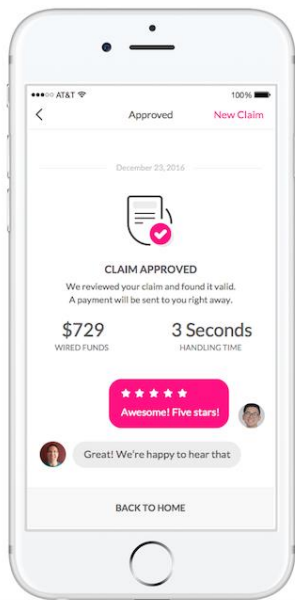 AT&T 100%
Approved New Claim
December 23, 2016
CLAIM APPROVED
We reviewed your claim and found it valid.
A payment will be sent to you right away.
$729 3 Seconds
WIRED FUNDS HANDLING TIME
Awesome! Five stars!
Great! We're happy to hear that
BACK TO HOME